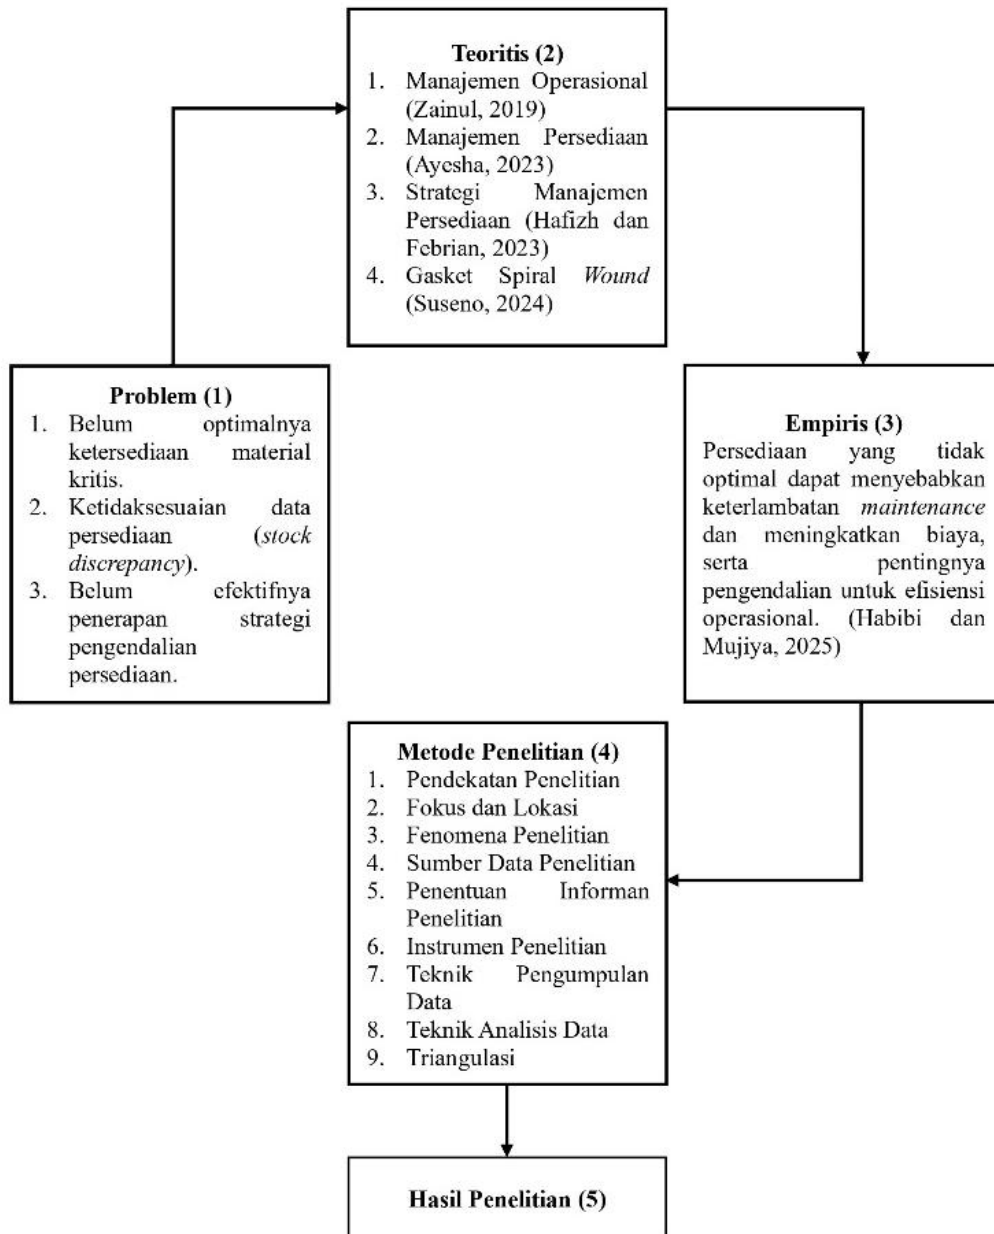 Teoritis (2)
1. Manajemen Operasional
(Zainul, 2019)
2. Manajemen Persediaan
(Ayesha, 2023)
3. Strategi Manajemen
Persediaan (Hafizh dan
Febrian, 2023)
4. Gasket Spiral Wound
(Suseno, 2024)
Problem (1)
1. Belum optimalnya
ketersediaan material
kritis.
2. Ketidaksesuaian data
persediaan (stock
discrepancy).
3. Belum efektifnya
penerapan strategi
pengendalian
persediaan.
Empiris (3)
Persediaan yang tidak
optimal dapat menyebabkan
keterlambatan maintenance
dan meningkatkan biaya,
serta pentingnya
pengendalian untuk efisiensi
operasional. (Habibi dan
Mujiya, 2025)
Metode Penelitian (4)
1. Pendekatan Penelitian
2. Fokus dan Lokasi
3. Fenomena Penelitian
4. Sumber Data Penelitian
5. Penentuan Informan
Penelitian
6. Instrumen Penelitian
7. Teknik Pengumpulan
Data
8. Teknik Analisis Data
9. Triangulasi
Hasil Penelitian (5)